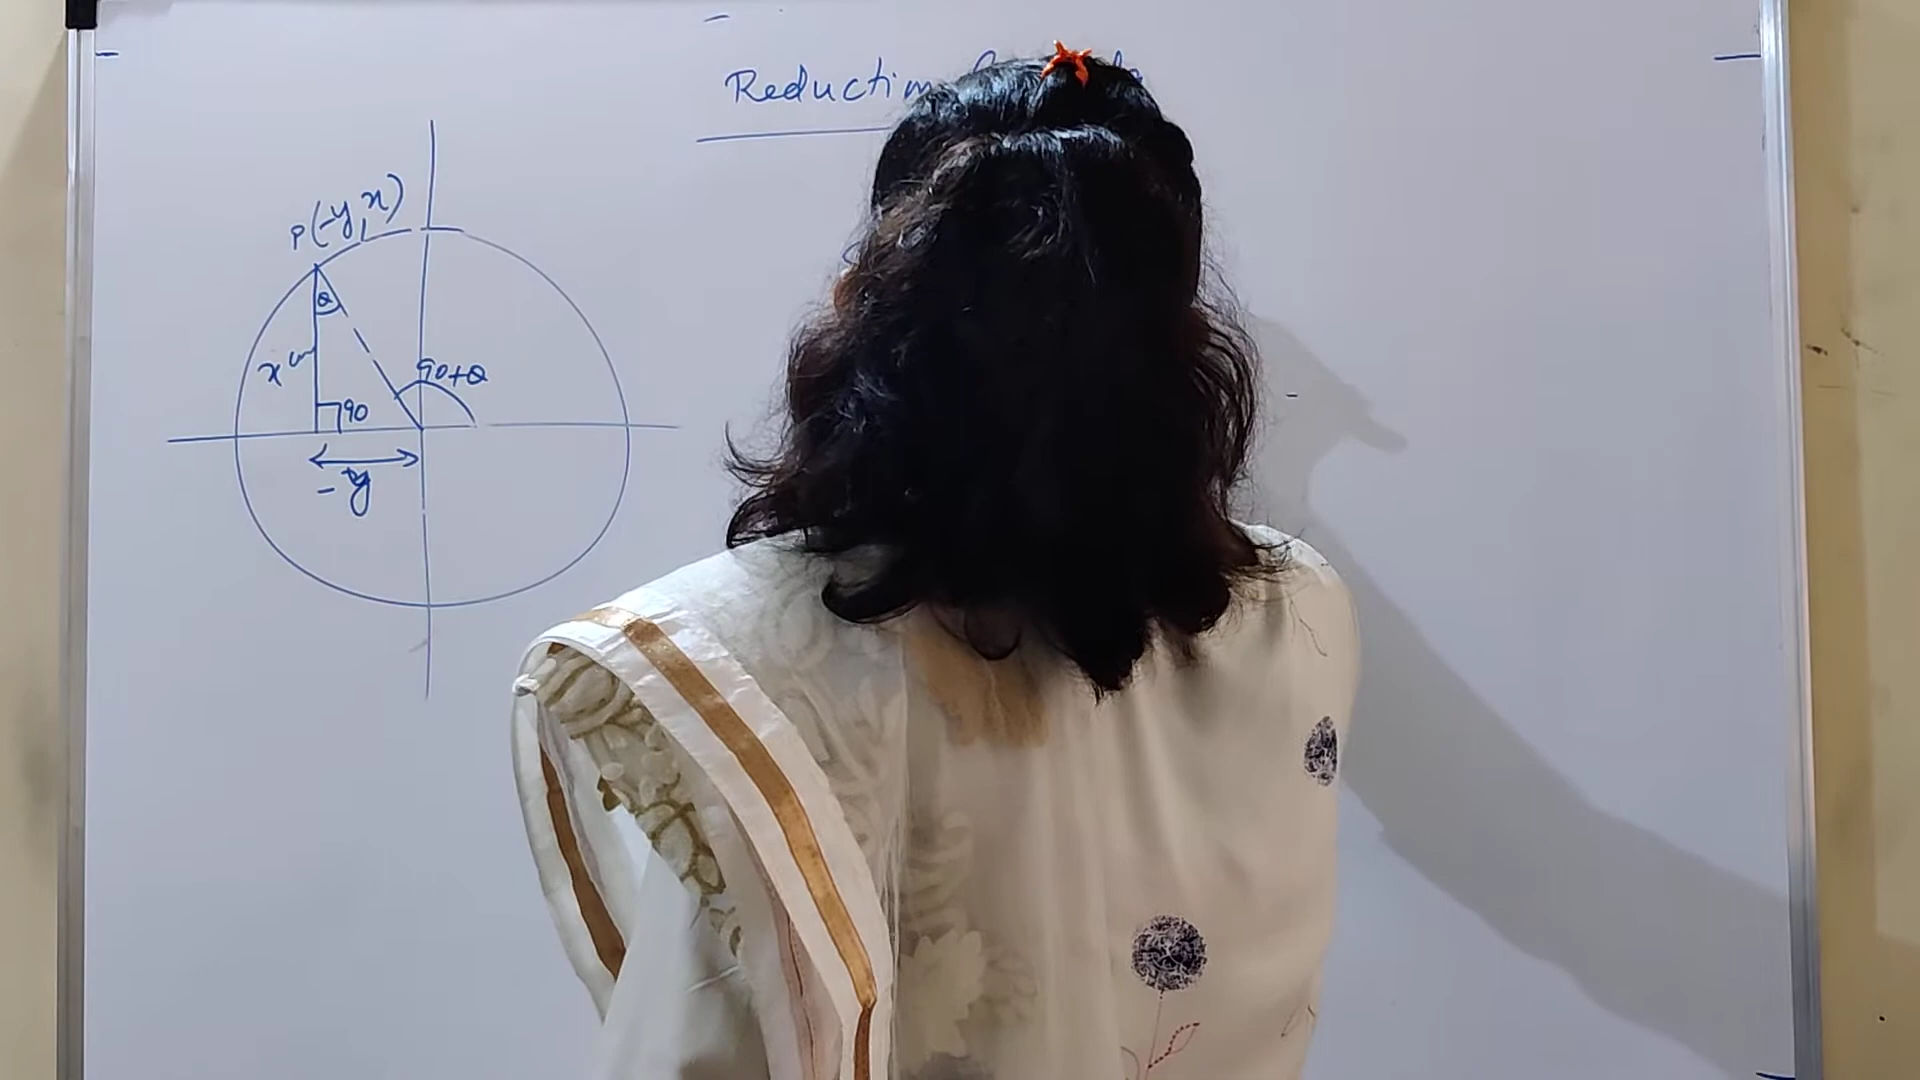 Reduction
P(-y, x)
θ
x
90+θ
90
-y